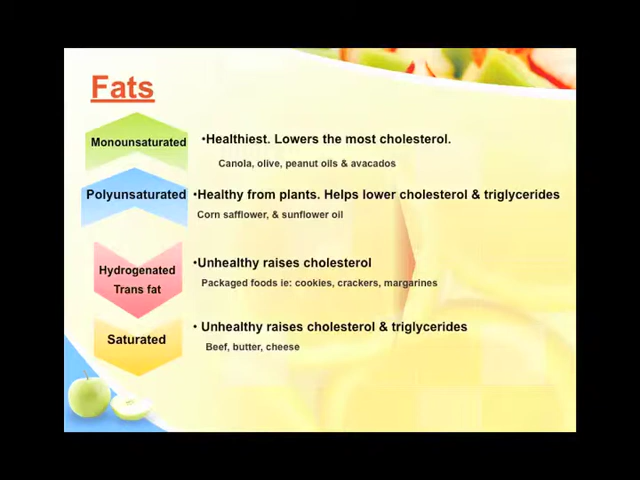 Fats
Monounsaturated
•Healthiest. Lowers the most cholesterol.
Canola, olive, peanut oils & avacados
Polyunsaturated
•Healthy from plants. Helps lower cholesterol & triglycerides
Corn safflower, & sunflower oil
Hydrogenated
Trans fat
•Unhealthy raises cholesterol
Packaged foods ie: cookies, crackers, margarines
Saturated
• Unhealthy raises cholesterol & triglycerides
Beef, butter, cheese